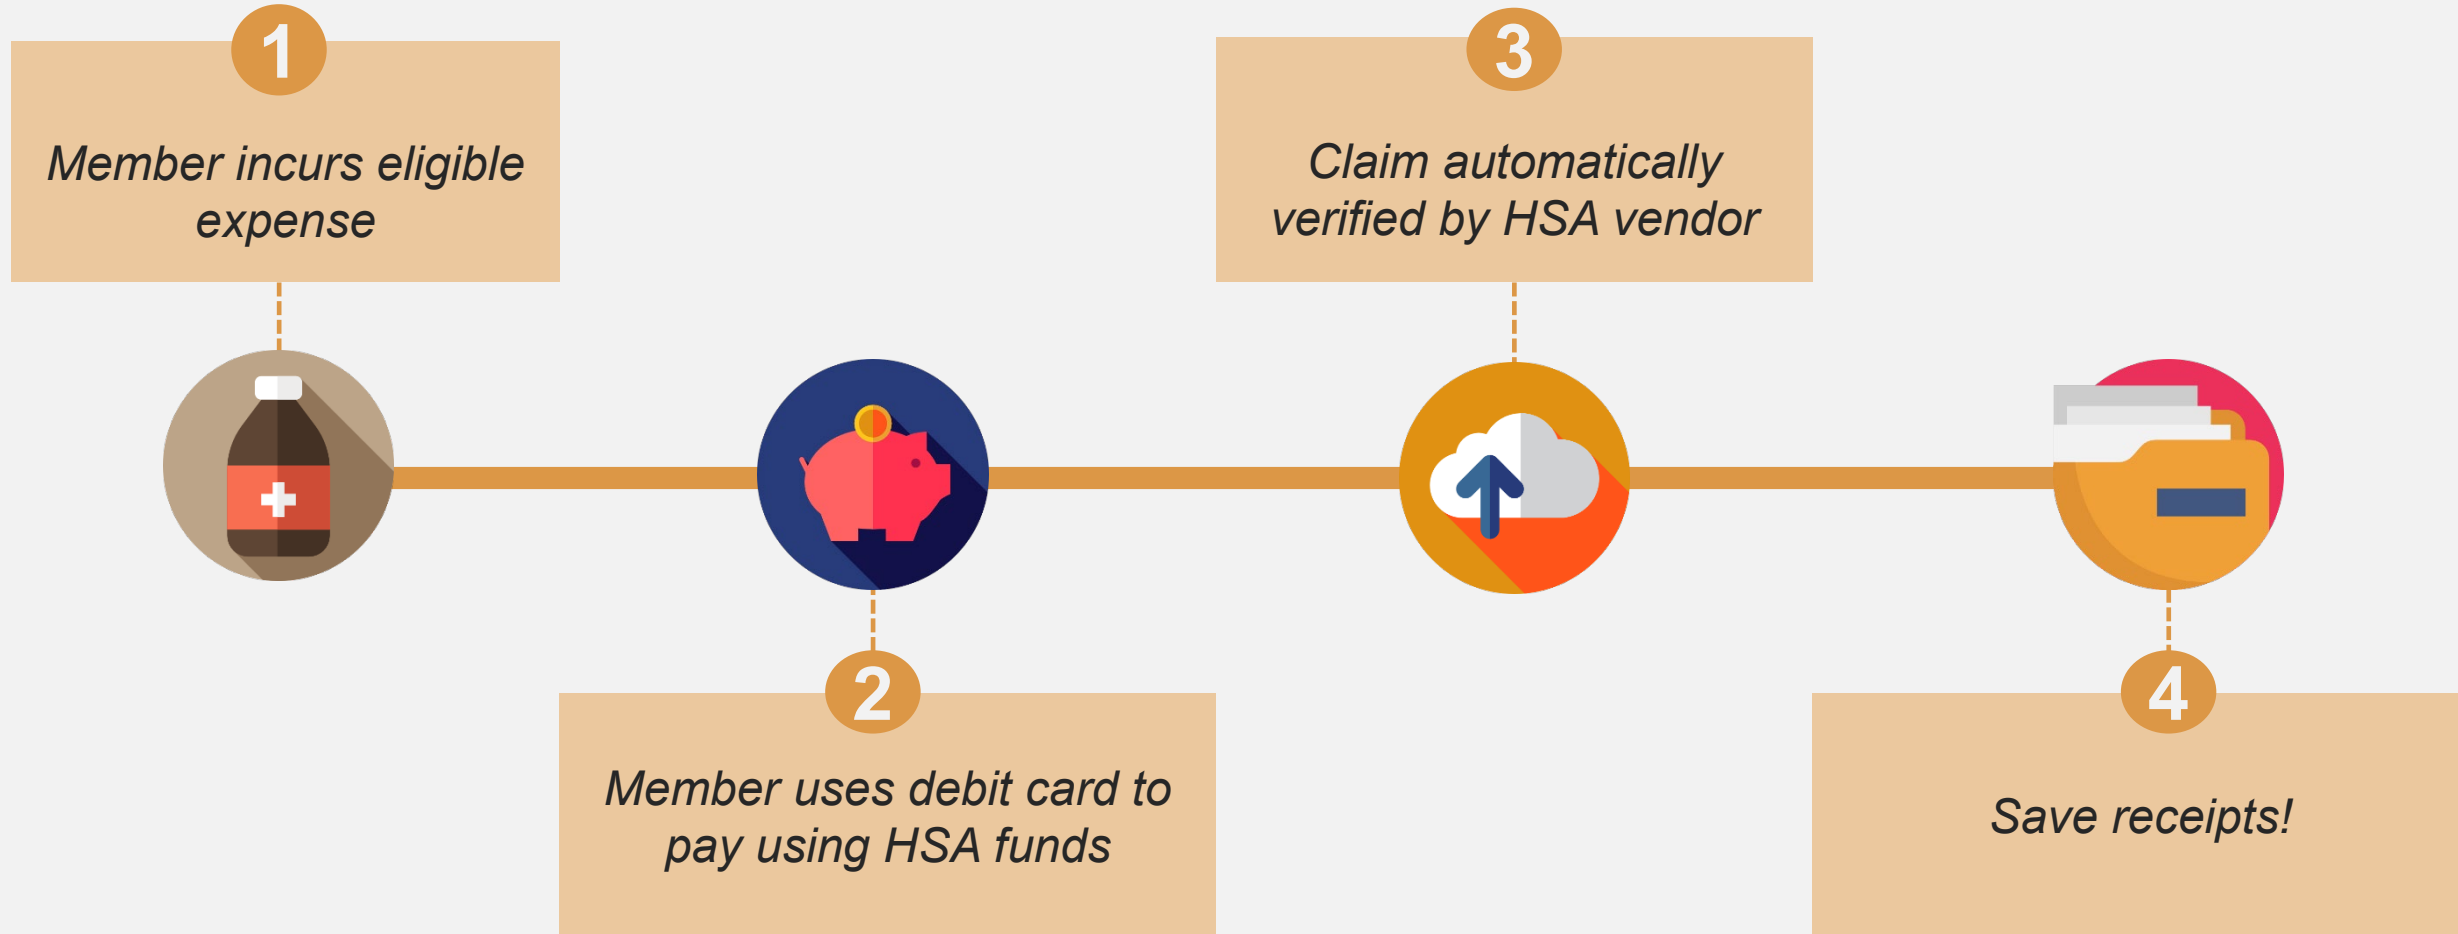 1
Member incurs eligible
expense
2
Member uses debit card to
pay using HSA funds
3
Claim automatically
verified by HSA vendor
4
Save receipts!